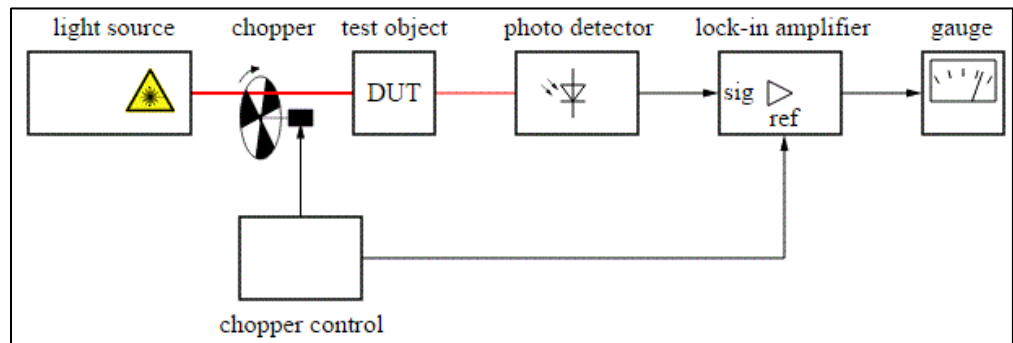 light source
chopper
test object
photo detector
lock-in amplifier
gauge
DUT
sig
ref
chopper control